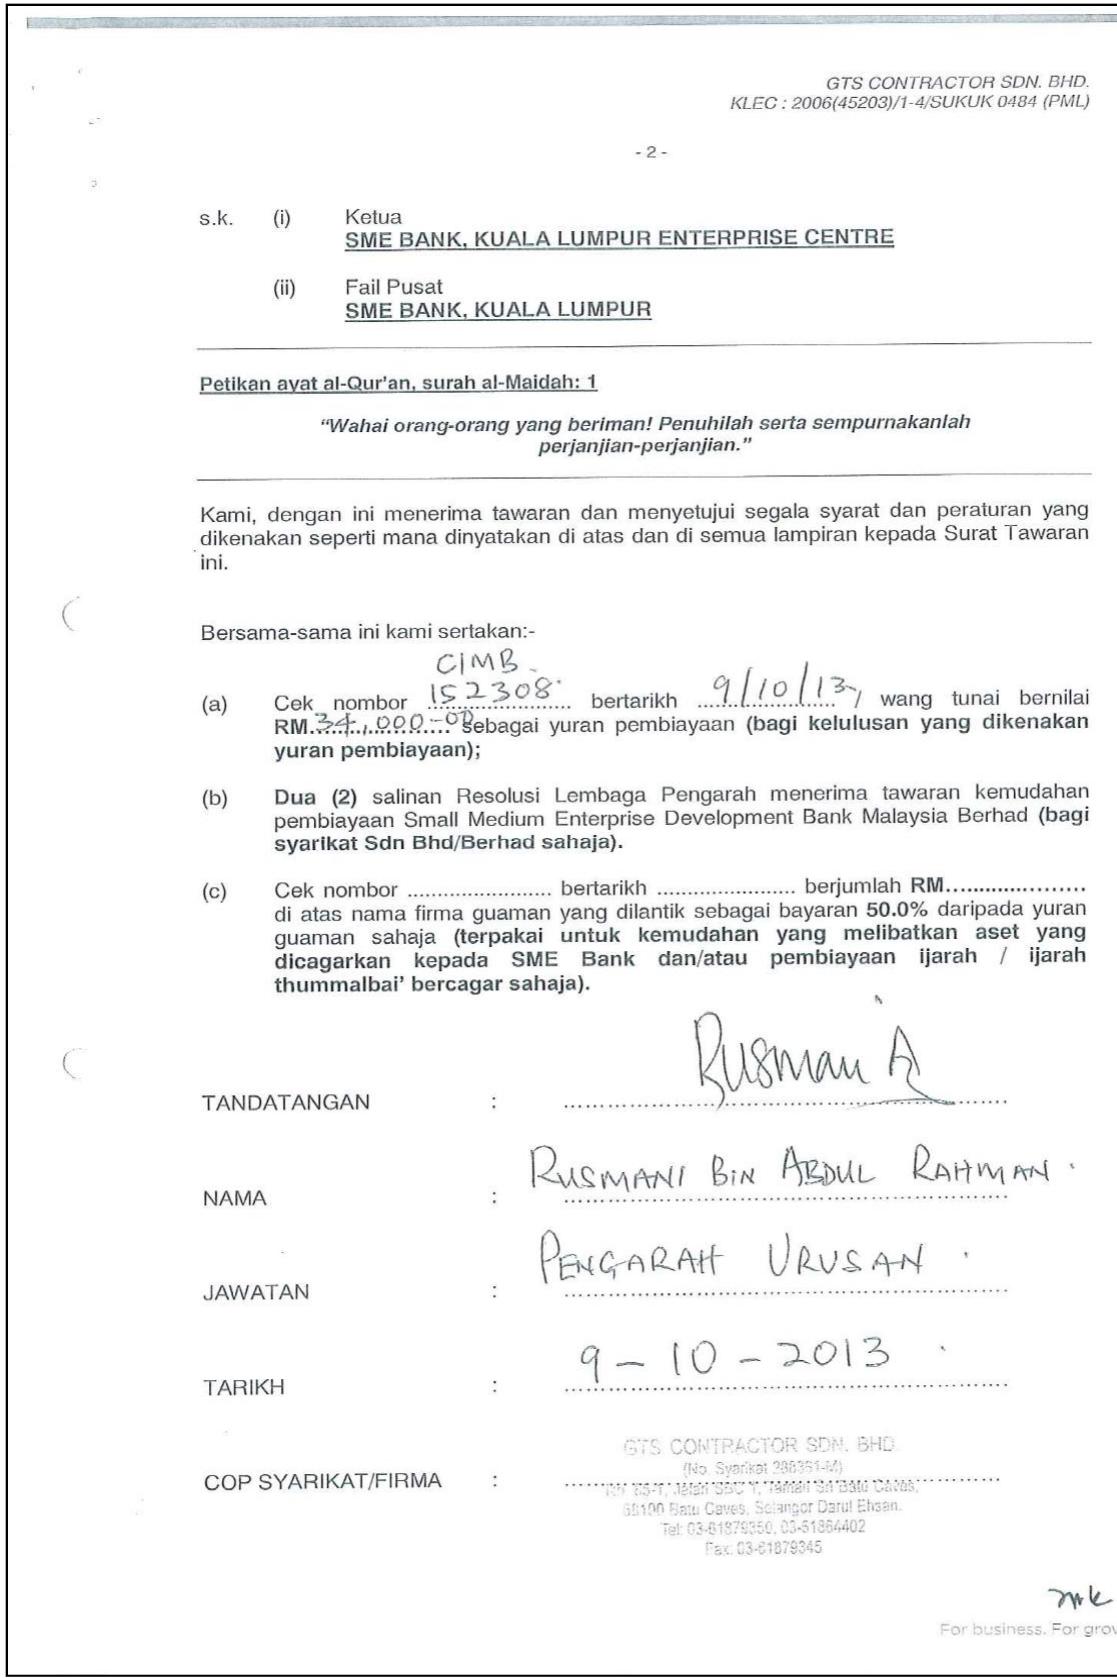 GTS CONTRACTOR SDN. BHD.
KLEC : 2006(45203)/1-4/SUKUK 0484 (PML)
- 2 -
s.k. (i) Ketua
SME BANK, KUALA LUMPUR ENTERPRISE CENTRE
(ii) Fail Pusat
SME BANK, KUALA LUMPUR
Petikan ayat al-Qur'an, surah al-Maidah: 1
"Wahai orang-orang yang beriman! Penuhilah serta sempurnakanlah
perjanjian-perjanjian."
Kami, dengan ini menerima tawaran dan menyetujui segala syarat dan peraturan yang
dikenakan seperti mana dinyatakan di atas dan di semua lampiran kepada Surat Tawaran
ini.
Bersama-sama ini kami sertakan:-
CIMB
(a) Cek nombor 152308 bertarikh 9/10/13 / wang tunai bernilai
RM 34,000-00 sebagai yuran pembiayaan (bagi kelulusan yang dikenakan
yuran pembiayaan);
(b) Dua (2) salinan Resolusi Lembaga Pengarah menerima tawaran kemudahan
pembiayaan Small Medium Enterprise Development Bank Malaysia Berhad (bagi
syarikat Sdn Bhd/Berhad sahaja).
(c) Cek nombor ........................ bertarikh ....................... berjumlah RM.....................
di atas nama firma guaman yang dilantik sebagai bayaran 50.0% daripada yuran
guaman sahaja (terpakai untuk kemudahan yang melibatkan aset yang
dicagarkan kepada SME Bank dan/atau pembiayaan ijarah / ijarah
thummalbai' bercagar sahaja).
TANDATANGAN : Rusmani A
NAMA : RUSMANI BIN ABDUL RAHMAN
JAWATAN : PENGARAH URUSAN
TARIKH : 9-10-2013
GTS CONTRACTOR SDN. BHD.
(No. Syarikat 288361-M)
COP SYARIKAT/FIRMA :
Jalan SBC 1, Taman Sri Batu Caves,
68100 Batu Caves, Selangor Darul Ehsan.
Tel: 03-61879350, 03-61864402
Fax: 03-61879345
For business. For grow